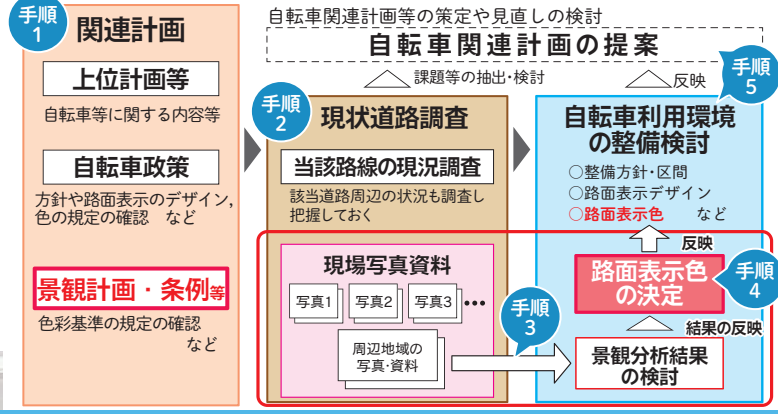 手順
1
関連計画
上位計画等
自転車等に関する内容等
自転車政策
方針や路面表示のデザイン,
色の規定の確認　など
景観計画・条例等
色彩基準の規定の確認
など
自転車関連計画等の策定や見直しの検討
自転車関連計画の提案
課題等の抽出・検討
反映
手順
2
現状道路調査
当該路線の現況調査
該当道路周辺の状況も調査し
把握しておく
現場写真資料
写真1
写真2
写真3
•••
周辺地域の
写真・資料
手順
3
手順
5
自転車利用環境
の整備検討
○整備方針・区間
○路面表示デザイン
○路面表示色　など
反映
路面表示色
の決定
手順
4
結果の反映
景観分析結果
の検討